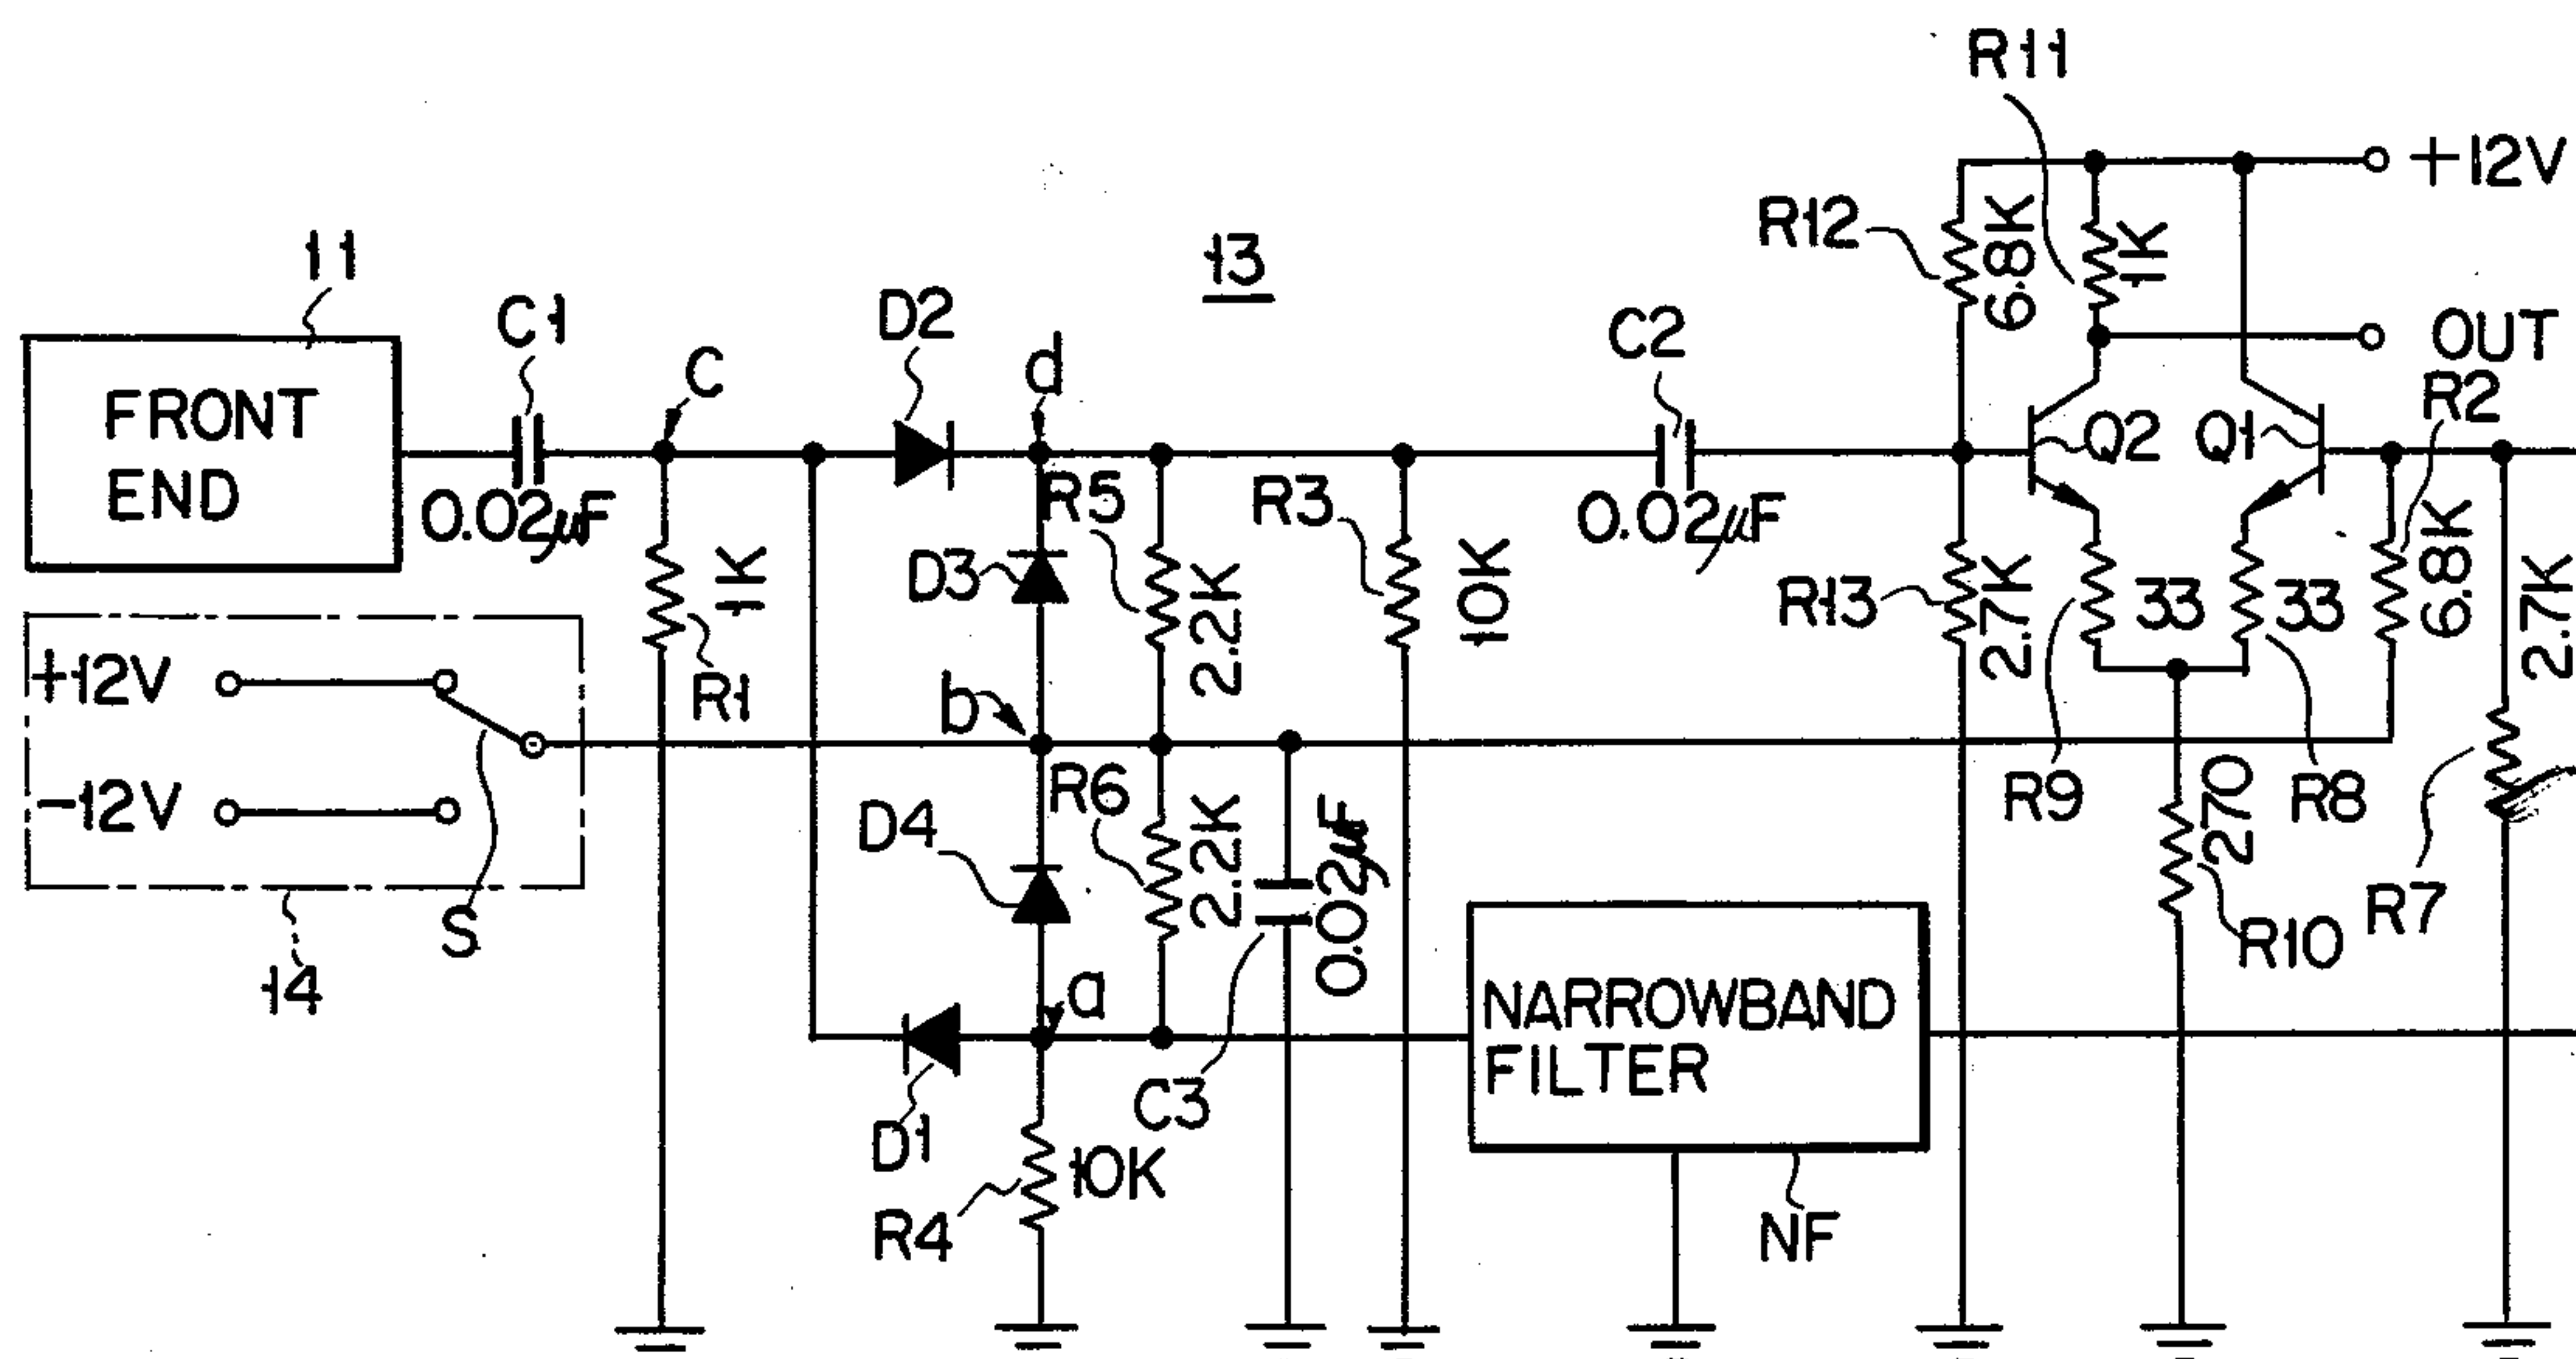 R11
+12V
R12
6.8K
1K
11
13
C1
D2
C2
OUT
FRONT
END
C
d
Q2
Q1
R2
0.02μF
R5
R3
0.02μF
D3
1K
2.2K
10K
R13
2.7K
33
33
6.8K
2.7K
+12V
R1
b
-12V
D4
R6
2.2K
0.02μF
R9
270
R8
S
R7
14
a
R10
NARROWBAND
FILTER
C3
D1
10K
R4
NF